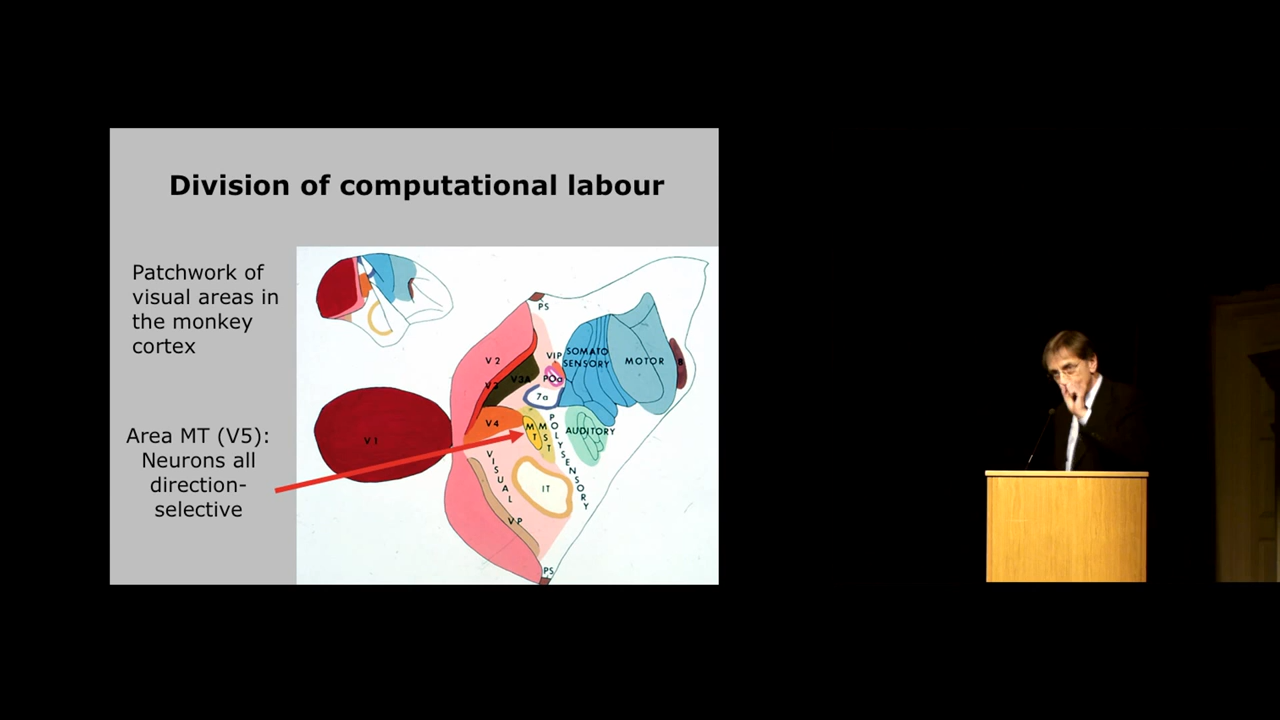 Division of computational labour
Patchwork of
visual areas in
the monkey
cortex
Area MT (V5):
Neurons all
direction-
selective
PS
V2
VIP
SOMATO
SENSORY
MOTOR
8
V3A
POa
V3
7a
V4
MT
MST
POLYSENSORY
AUDITORY
V1
VISUAL
IT
VP
PS